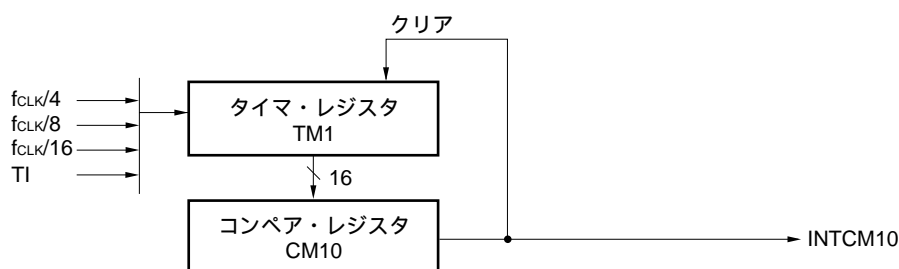 クリア
fCLK/4
fCLK/8
fCLK/16
TI
タイマ・レジスタ
TM1
16
コンペア・レジスタ
CM10
INTCM10